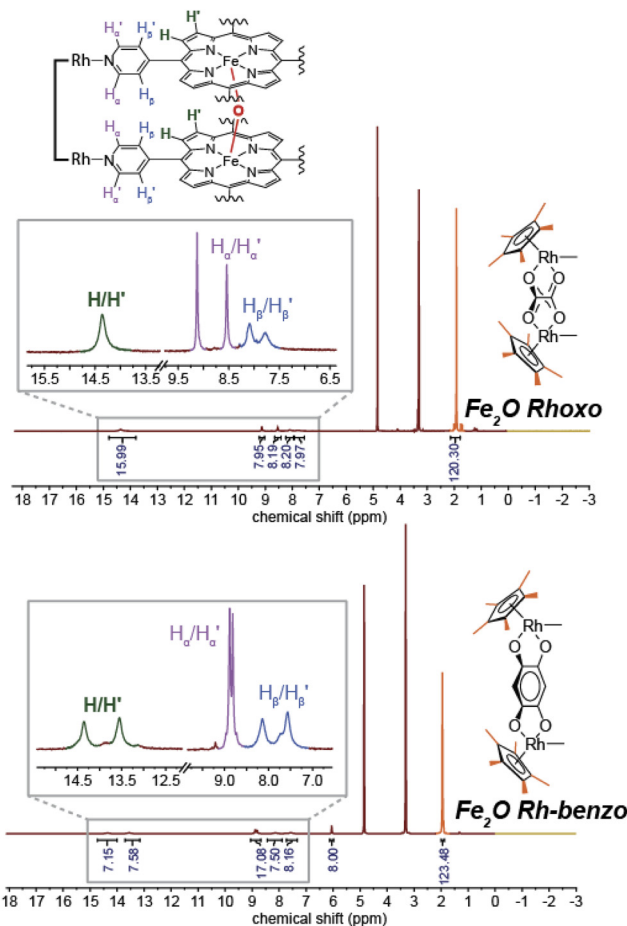 Hα' Hβ' H'
H
Rh N Fe N N N N
Hα Hβ
O
Hα Hβ H H'
Rh N Fe N N N N
Hα' Hβ'
H/H'
Hα/Hα'
Hβ/Hβ'
15.5 14.5 13.5 9.5 8.5 7.5 6.5
Rh
O O
O O
Rh
Fe2O Rhoxo
15.99 7.95 8.19 8.20 7.97 120.30
18 17 16 15 14 13 12 11 10 9 8 7 6 5 4 3 2 1 0 -1 -2 -3
chemical shift (ppm)
Hα/Hα'
H/H'
Hβ/Hβ'
14.5 13.5 12.5 9.0 8.0 7.0
Rh
O O
O O
Rh
Fe2O Rh-benzo
7.15 7.58 17.08 7.50 8.16 8.00 123.48
18 17 16 15 14 13 12 11 10 9 8 7 6 5 4 3 2 1 0 -1 -2 -3
chemical shift (ppm)